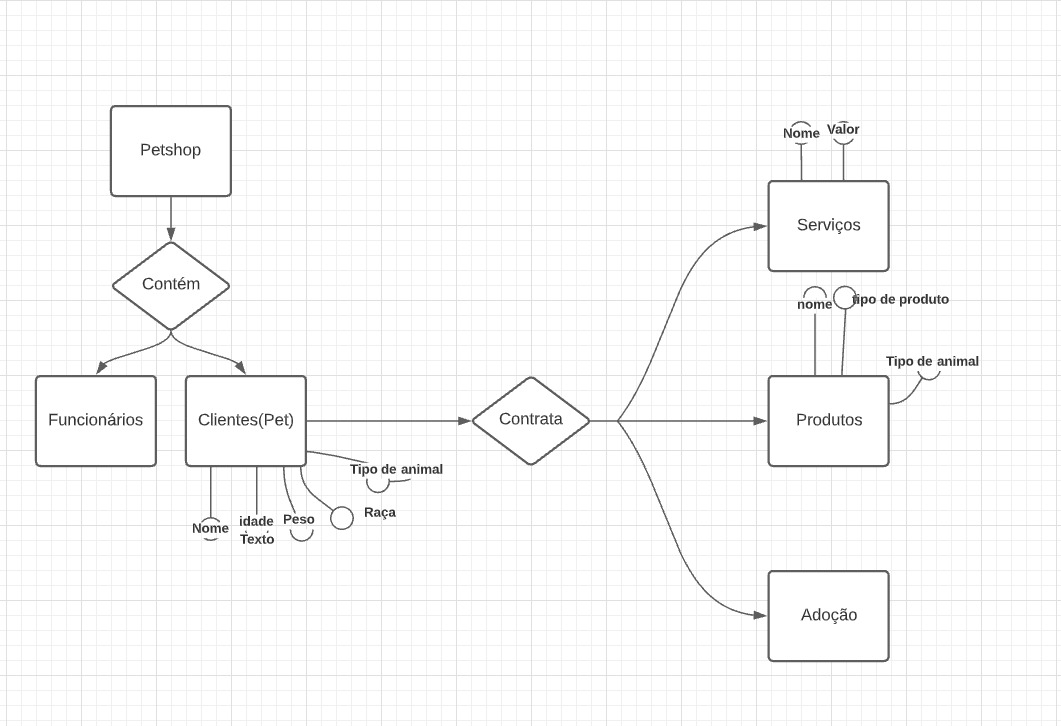 Petshop
Contém
Funcionários
Clientes(Pet)
Nome
idade
Texto
Peso
Raça
Tipo de animal
Contrata
Nome
Valor
Serviços
nome
tipo de produto
Tipo de animal
Produtos
Adoção